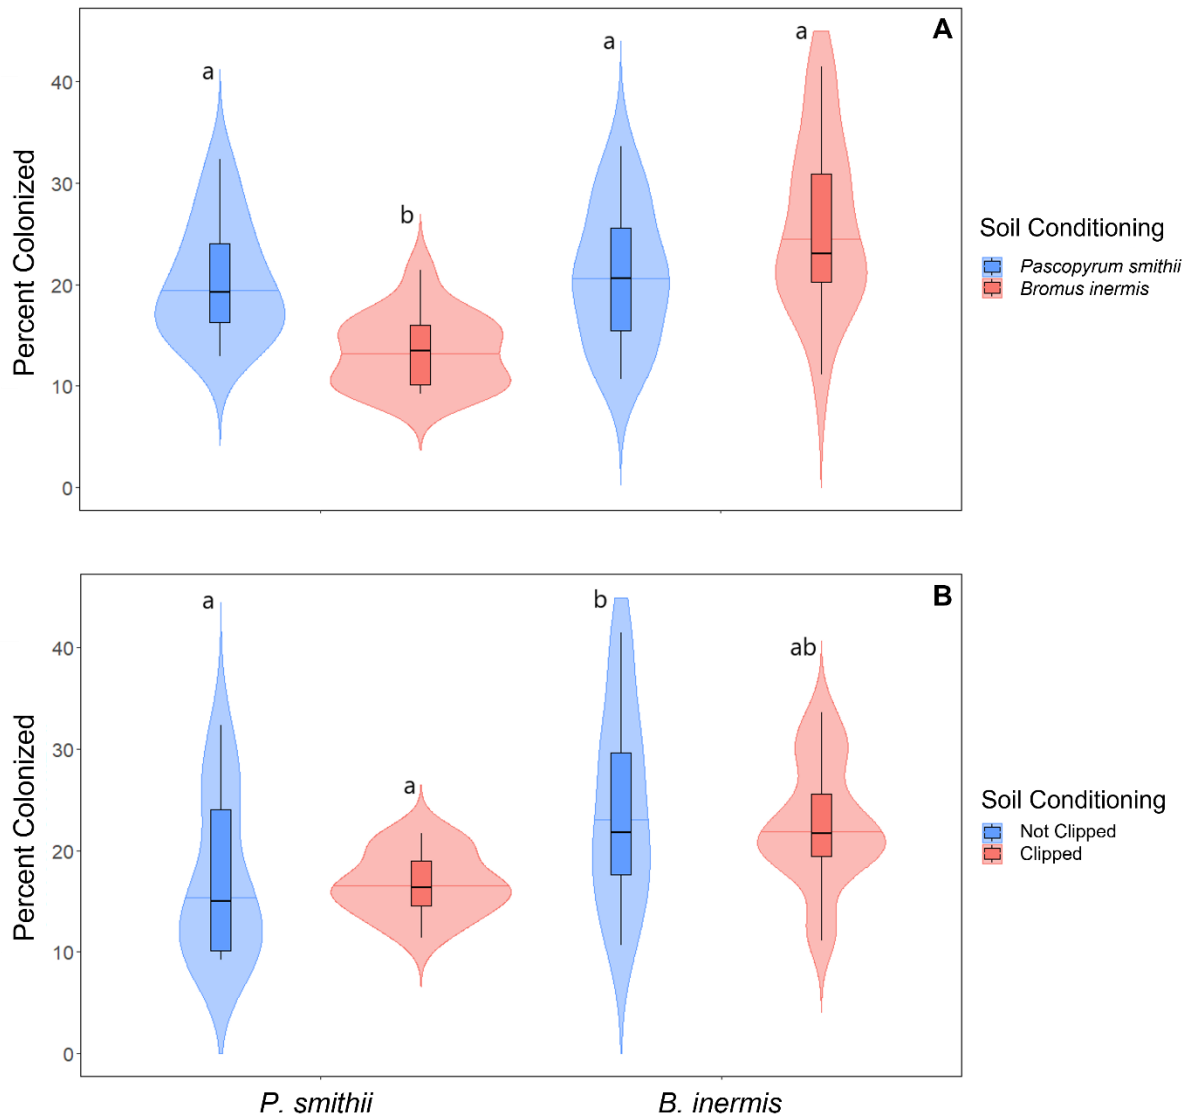 A
a
b
a
a
40
30
20
10
0
Percent Colonized
Soil Conditioning
Pascopyrum smithii
Bromus inermis
B
a
a
b
ab
40
30
20
10
0
Percent Colonized
Soil Conditioning
Not Clipped
Clipped
P. smithii
B. inermis